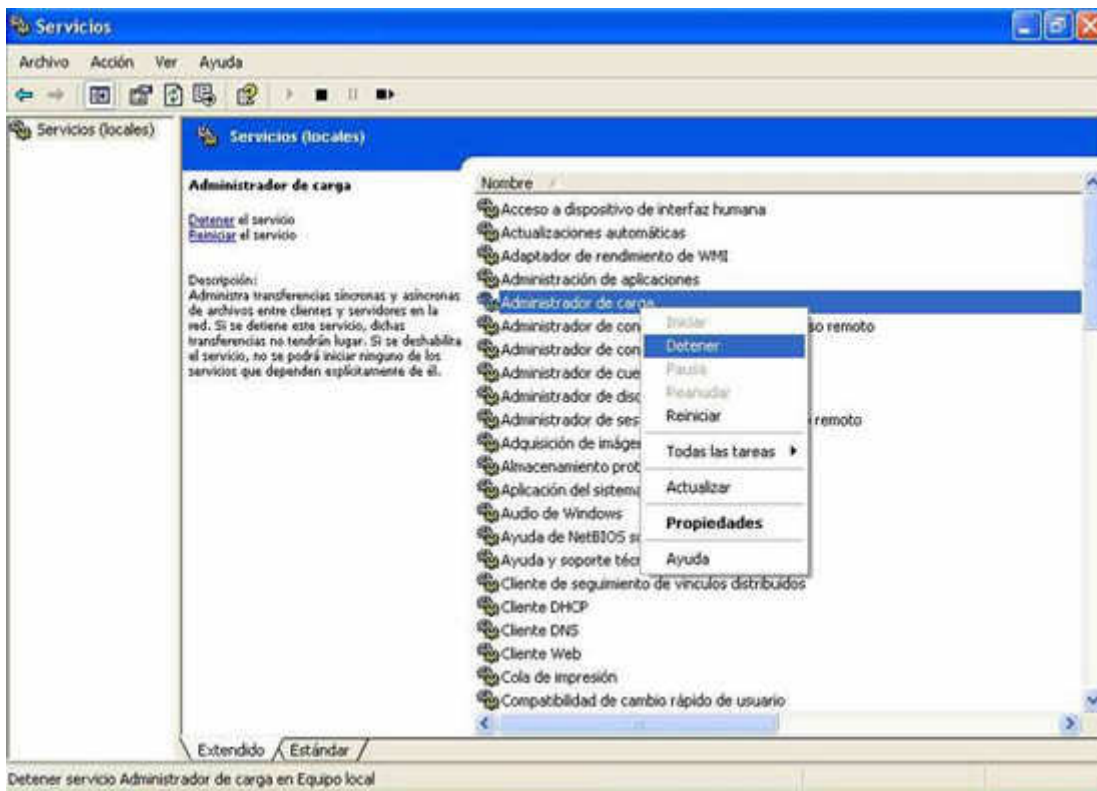 Servicios
Archivo Acción Ver Ayuda
Servicios (locales)
Servicios (locales)
Administrador de carga
Detener el servicio
Reiniciar el servicio
Descripción:
Administra transferencias síncronas y asíncronas
de archivos entre clientes y servidores en la
red. Si se detiene este servicio, dichas
transferencias no tendrán lugar. Si se deshabilita
el servicio, no se podrá iniciar ninguno de los
servicios que dependen explícitamente de él.
Nombre
Acceso a dispositivo de interfaz humana
Actualizaciones automáticas
Adaptador de rendimiento de WMI
Administración de aplicaciones
Administrador de carga
Administrador de con so remoto
Administrador de con
Administrador de cue
Administrador de disc
Administrador de ses remoto
Adquisición de imáge
Almacenamiento prot
Aplicación del sistema
Audio de Windows
Ayuda de NetBIOS s
Ayuda y soporte técn
Cliente de seguimiento de vínculos distribuidos
Cliente DHCP
Cliente DNS
Cliente Web
Cola de impresión
Compatibilidad de cambio rápido de usuario
Iniciar
Detener
Pausa
Reanudar
Reiniciar
Todas las tareas
Actualizar
Propiedades
Ayuda
Extendido Estándar
Detener servicio Administrador de carga en Equipo local